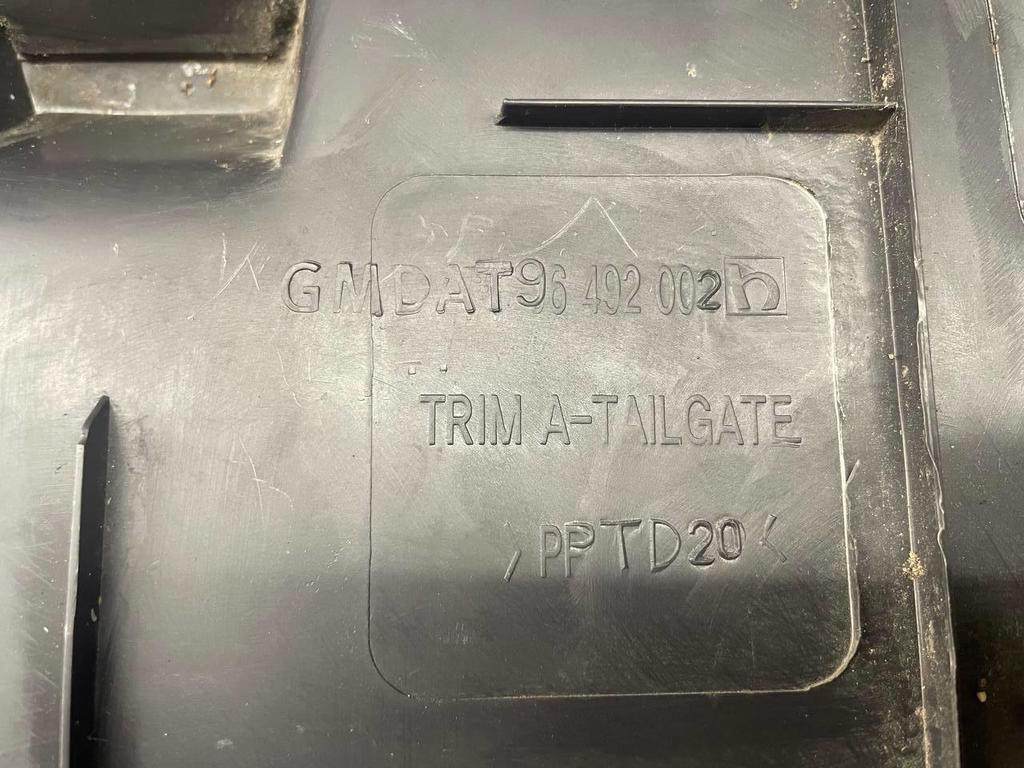 GMDAT96 492 002 h
TRIM A-TAILGATE
>PPTD20<